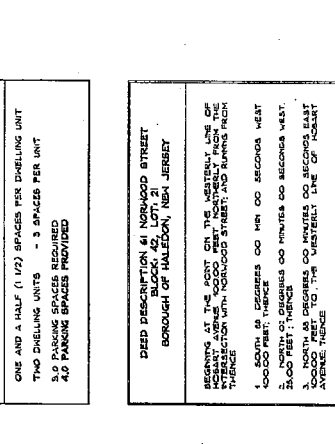 ONE AND A HALF (1 1/2) SPACES PER DWELLING UNIT
TWO DWELLING UNITS - 3 SPACES PER UNIT
3.0 PARKING SPACES REQUIRED
4.0 PARKING SPACES PROVIDED
DEED DESCRIPTION 61 NORWOOD STREET
BLOCK: 42, LOT: 21
BOROUGH OF HALEDON, NEW JERSEY
BEGINNING AT THE POINT ON THE WESTERLY LINE OF
HOBART AVENUE 400.00 FEET NORTHERLY FROM THE
INTERSECTION WITH NORWOOD STREET; AND RUNNING FROM
THENCE
1. SOUTH 88 DEGREES 00 MIN 00 SECONDS WEST
100.00 FEET; THENCE
2. NORTH 02 DEGREES 00 MINUTES 00 SECONDS WEST.
25.00 FEET; THENCE
3. NORTH 88 DEGREES 00 MINUTES 00 SECONDS EAST
100.00 FEET TO THE WESTERLY LINE OF HOBART
AVENUE; THENCE